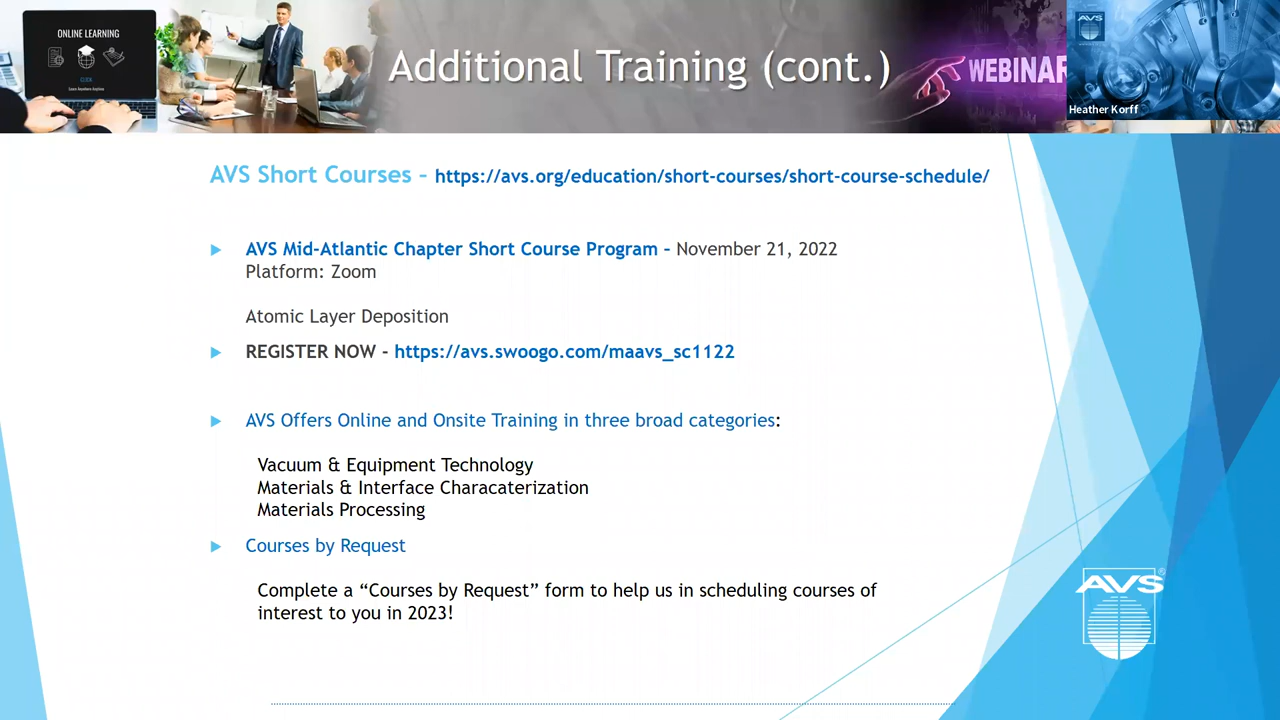 ONLINE LEARNING
Additional Training (cont.)
WEBINAR
AVS
Heather Korff
AVS Short Courses – https://avs.org/education/short-courses/short-course-schedule/
AVS Mid-Atlantic Chapter Short Course Program – November 21, 2022
Platform: Zoom
Atomic Layer Deposition
REGISTER NOW - https://avs.swoogo.com/maavs_sc1122
AVS Offers Online and Onsite Training in three broad categories:
Vacuum & Equipment Technology
Materials & Interface Characaterization
Materials Processing
Courses by Request
Complete a “Courses by Request” form to help us in scheduling courses of
interest to you in 2023!
AVS®